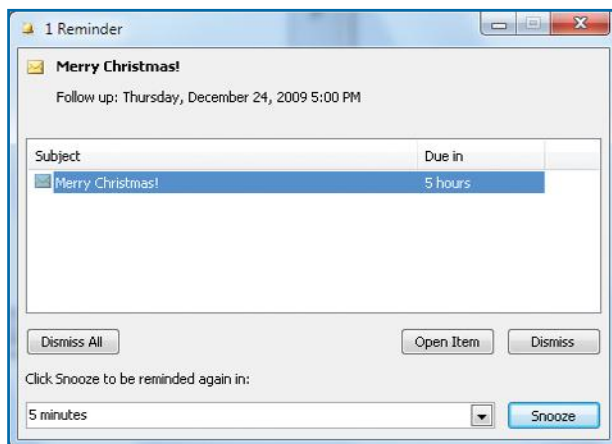 1 Reminder
Merry Christmas!
Follow up: Thursday, December 24, 2009 5:00 PM
Subject Due in
Merry Christmas! 5 hours
Dismiss All Open Item Dismiss
Click Snooze to be reminded again in:
5 minutes Snooze